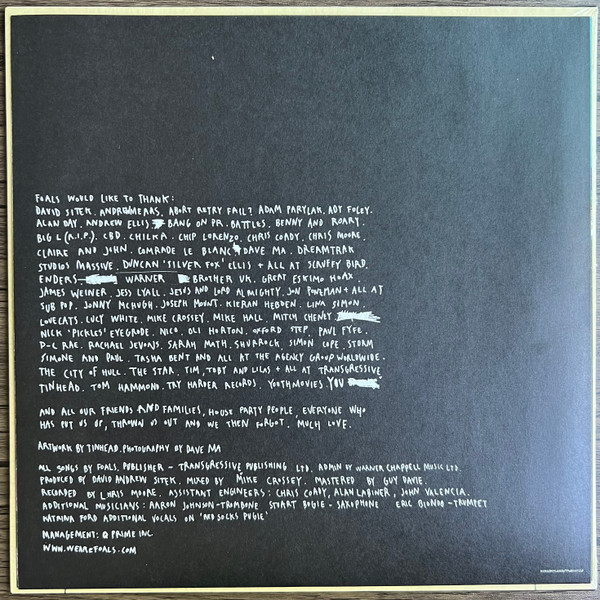 FOALS WOULD LIKE TO THANK:
DAVID SITEK. ANDREW MEARS. ABORT RETRY FAIL? ADAM PARYLAK. ADY FOLEY.
ALAN DAY. ANDREW ELLIS. BANG ON PR. BATTLES. BENNY AND RORRY.
BIG L (R.I.P.). CBD. CHILKA. CHIP LORENZO. CHRIS COADY. CHRIS MOORE.
CLAIRE AND JOHN. COMRADE LE BLANC. DAVE MA. DREAMTRAK
STUDIOS MASSIVE. DUNCAN 'SILVER FOX' ELLIS + ALL AT SCRUFFY BIRD.
ENDERS WARNER BROTHER UK. GREAT ESKIMO HOAX.
JAMES WEINER. JESS LYALL. JESUS AND LORD ALMIGHTY. JON PONEMAN + ALL AT
SUB POP. JONNY MCHUGH. JOSEPH MOUNT. KIERAN HEBDEN. LINA SIMON.
LOVECATS. LUCY WHITE. MIKE CROSSEY. MIKE HALL. MITCH CHENEY.
NICK 'PICKLES' EYEGRODE. NICO. OLI HORTON. OXFORD STEP. PAUL FYFE.
P-C RAE. RACHAEL JEVONS. SARAH MATH. SHURROCK. SIMON COPE. STORM
SIMONE AND PAUL. TASHA BENT AND ALL AT THE AGENCY GROUP WORLDWIDE.
THE CITY OF HULL. THE STAR. TIM, TOBY AND LILAS + ALL AT TRANSGRESSIVE.
TINHEAD. TOM HAMMOND. TRY HARDER RECORDS. YOUTHMOVIES. YOU
AND ALL OUR FRIENDS AND FAMILIES, HOUSE PARTY PEOPLE, EVERYONE WHO
HAS PUT US UP, THROWN US OUT AND WE THEN FORGOT. MUCH LOVE.
ARTWORK BY TINHEAD. PHOTOGRAPHY BY DAVE MA
ALL SONGS BY FOALS. PUBLISHER - TRANSGRESSIVE PUBLISHING LTD. ADMIN BY WARNER CHAPPELL MUSIC LTD.
PRODUCED BY DAVID ANDREW SITEK. MIXED BY MIKE CROSSEY. MASTERED BY GUY DAVIE.
RECORDED BY CHRIS MOORE. ASSISTANT ENGINEERS: CHRIS COADY, ALAN LABINER, JOHN VALENCIA.
ADDITIONAL MUSICIANS: AARON JOHNSON-TROMBONE STUART BOGIE-SAXOPHONE ERIC BIONDO-TRUMPET
KATRINA FORD ADDITIONAL VOCALS ON 'RED SOCKS PUGIE'
MANAGEMENT: Q PRIME INC.
WWW.WEAREFOALS.COM